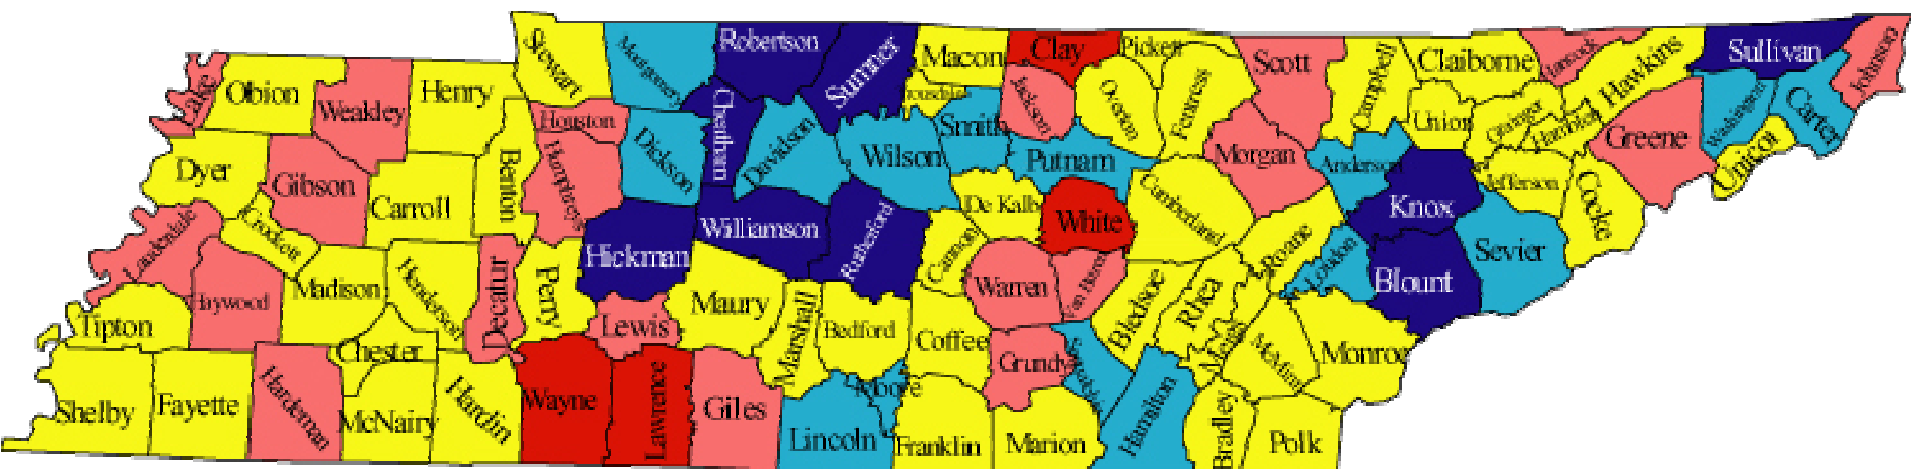 Lake
Obion
Weakley
Henry
Stewart
Montgomery
Robertson
Sumner
Macon
Clay
Pickett
Scott
Campbell
Claiborne
Hancock
Hawkins
Sullivan
Johnson
Houston
Dickson
Cheatham
Davidson
Trousdale
Smith
Jackson
Overton
Fentress
Union
Grainger
Hamblen
Greene
Washington
Carter
Unicoi
Dyer
Gibson
Carroll
Benton
Humphreys
Wilson
Putnam
Morgan
Anderson
Knox
Jefferson
Cocke
Lauderdale
Crockett
Hickman
Williamson
Rutherford
De Kalb
White
Cumberland
Roane
Loudon
Blount
Sevier
Tipton
Haywood
Madison
Henderson
Decatur
Perry
Lewis
Maury
Marshall
Bedford
Cannon
Coffee
Warren
Van Buren
Bledsoe
Rhea
Meigs
McMinn
Monroe
Shelby
Fayette
Hardeman
Chester
McNairy
Hardin
Wayne
Lawrence
Giles
Lincoln
Moore
Franklin
Grundy
Marion
Sequatchie
Hamilton
Bradley
Polk